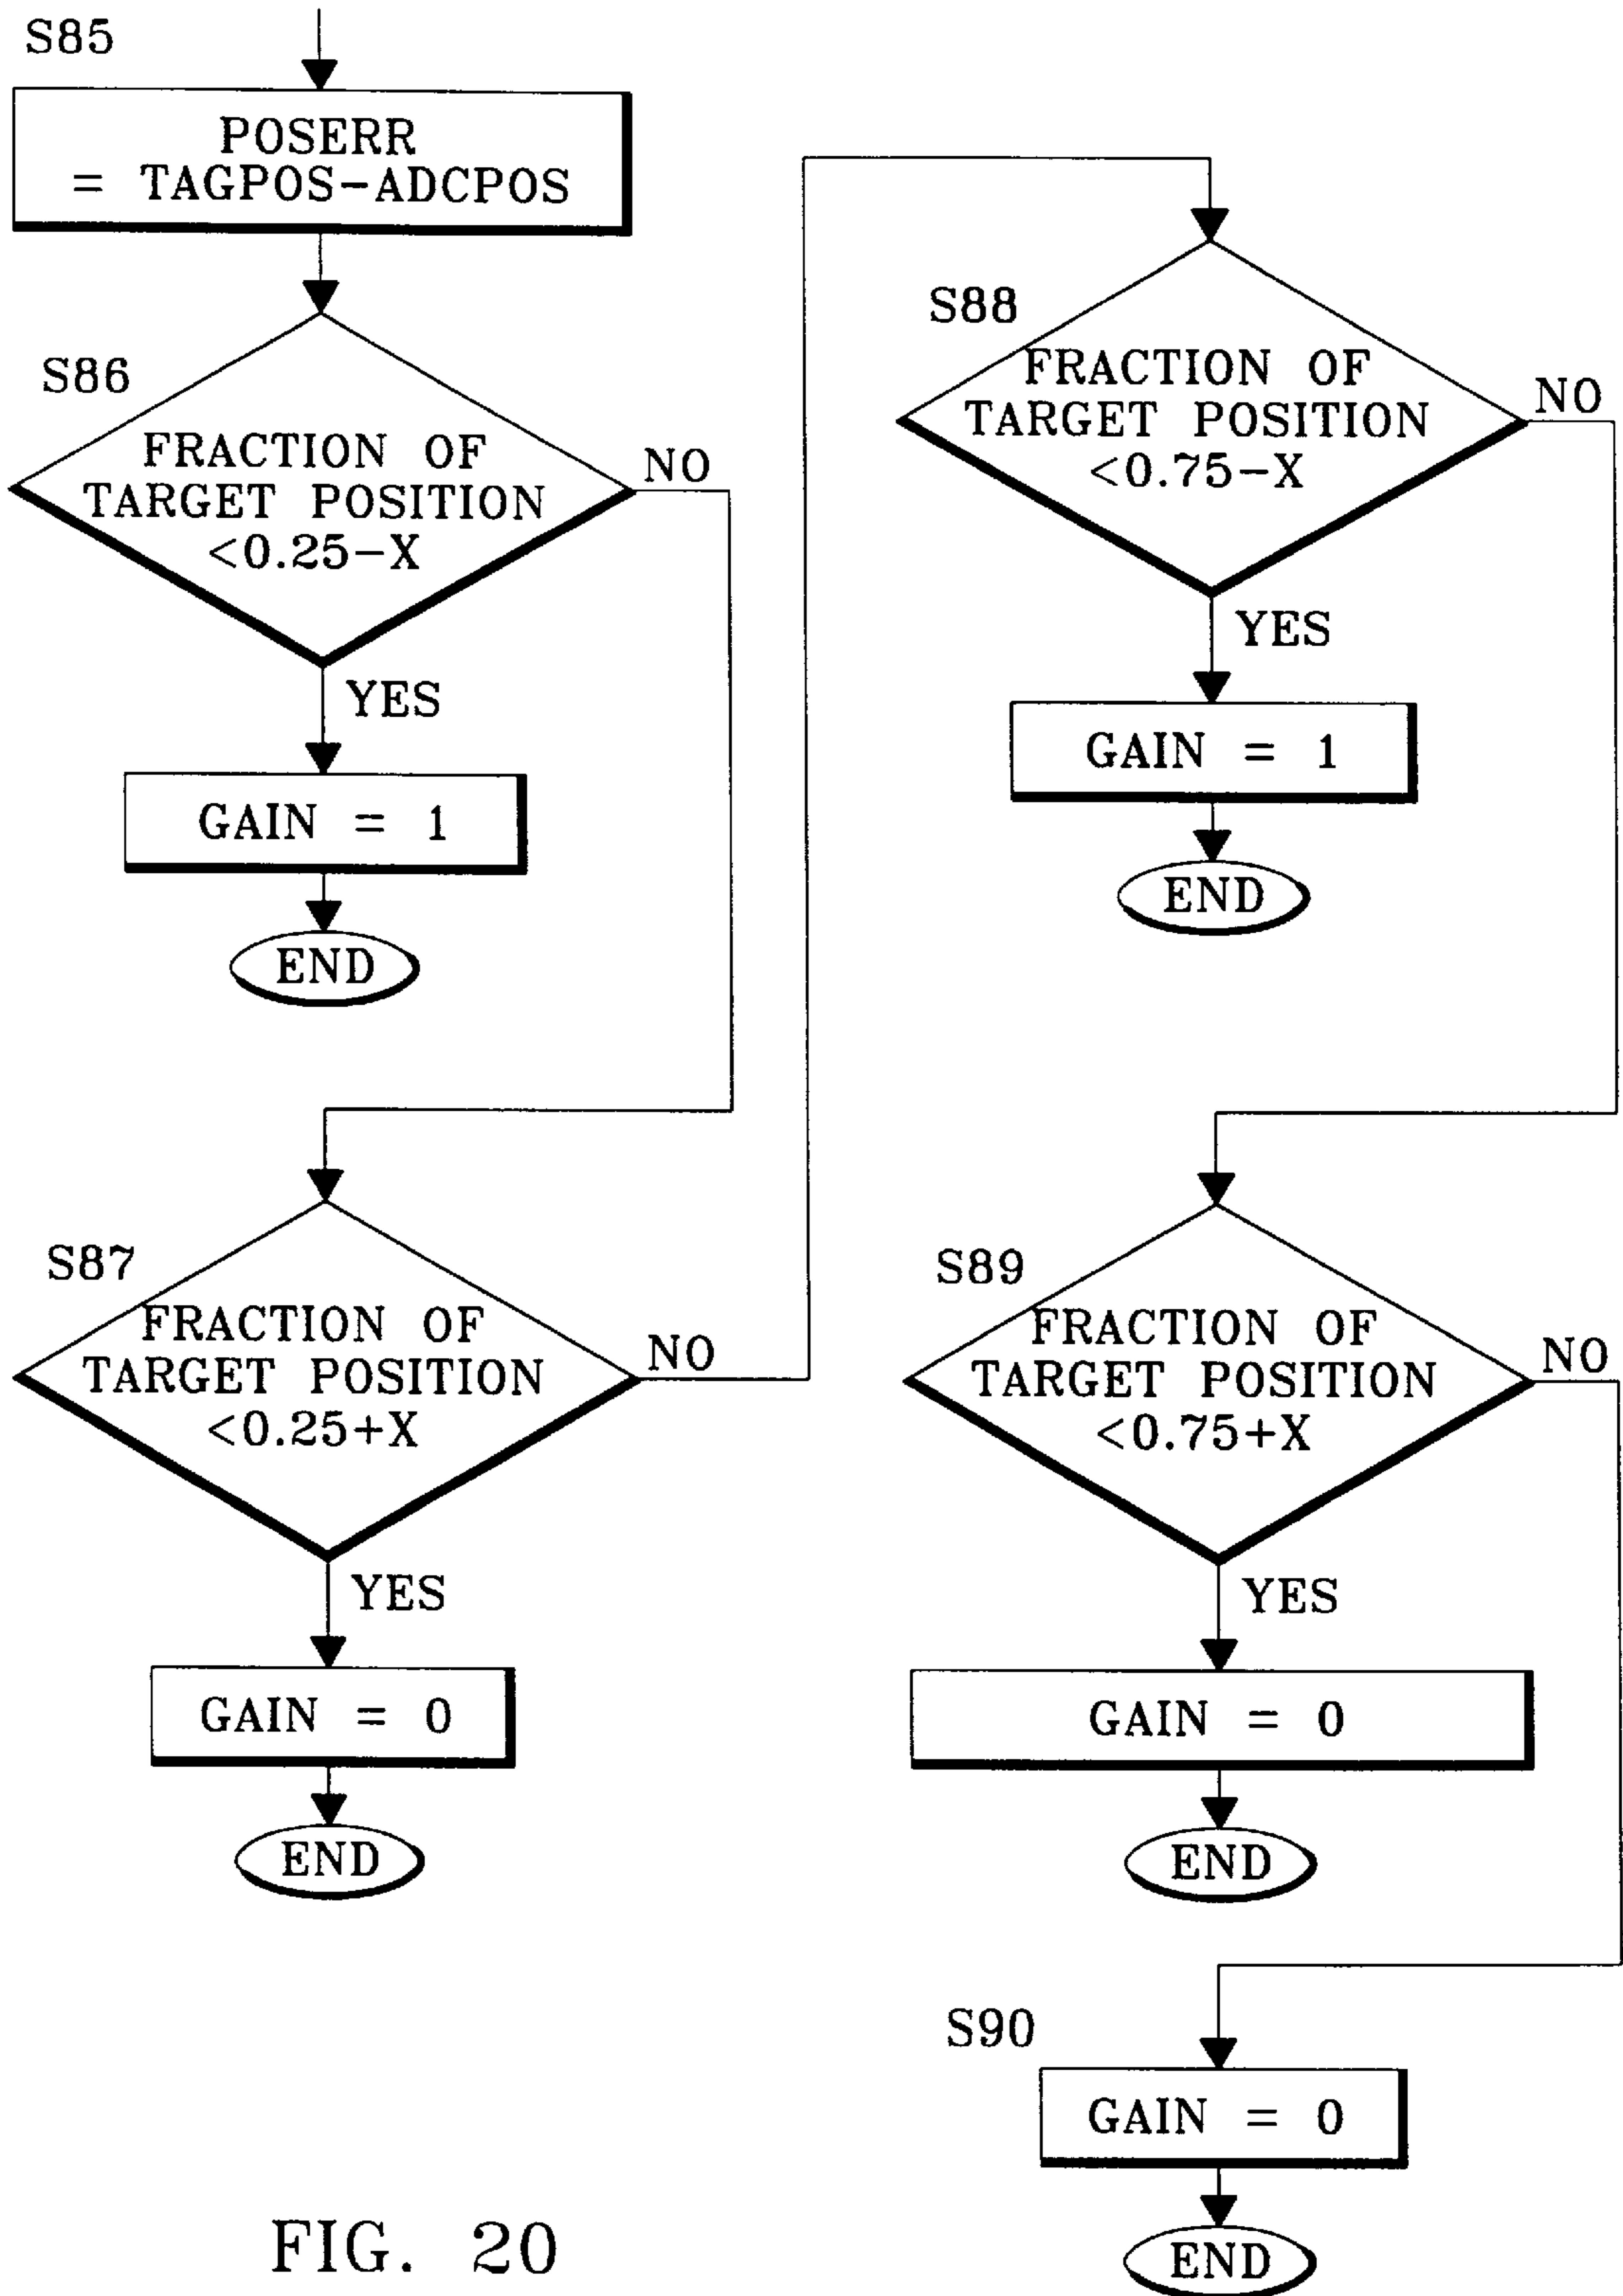 S85
POSERR
= TAGPOS-ADCPOS
S86
FRACTION OF
TARGET POSITION
<0.25-X
NO
YES
GAIN = 1
END
S87
FRACTION OF
TARGET POSITION
<0.25+X
NO
YES
GAIN = 0
END
S88
FRACTION OF
TARGET POSITION
<0.75-X
NO
YES
GAIN = 1
END
S89
FRACTION OF
TARGET POSITION
<0.75+X
NO
YES
GAIN = 0
END
S90
GAIN = 0
END
FIG. 20